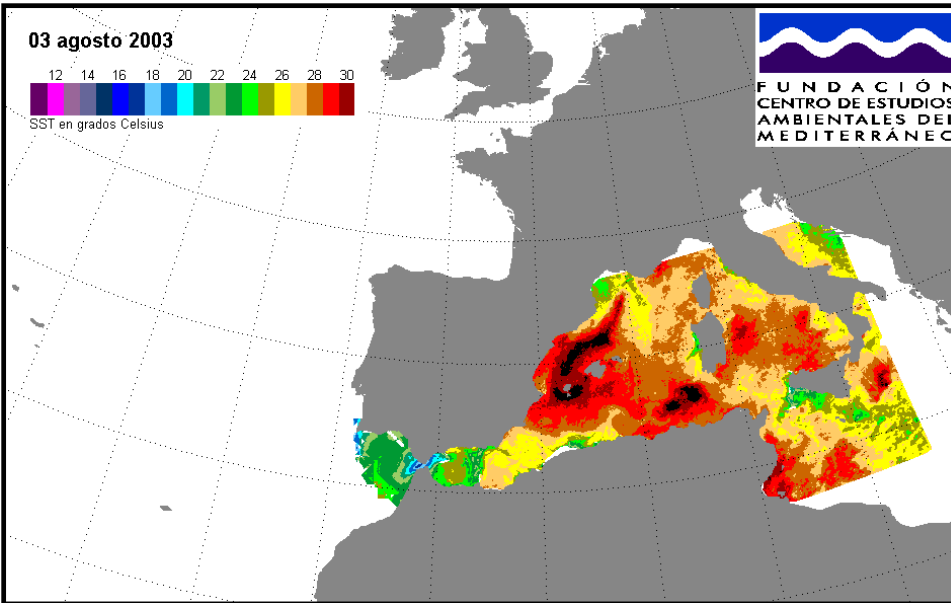 03 agosto 2003
12 14 16 18 20 22 24 26 28 30
SST en grados Celsius
FUNDACIÓN
CENTRO DE ESTUDIOS
AMBIENTALES DEL
MEDITERRÁNEO